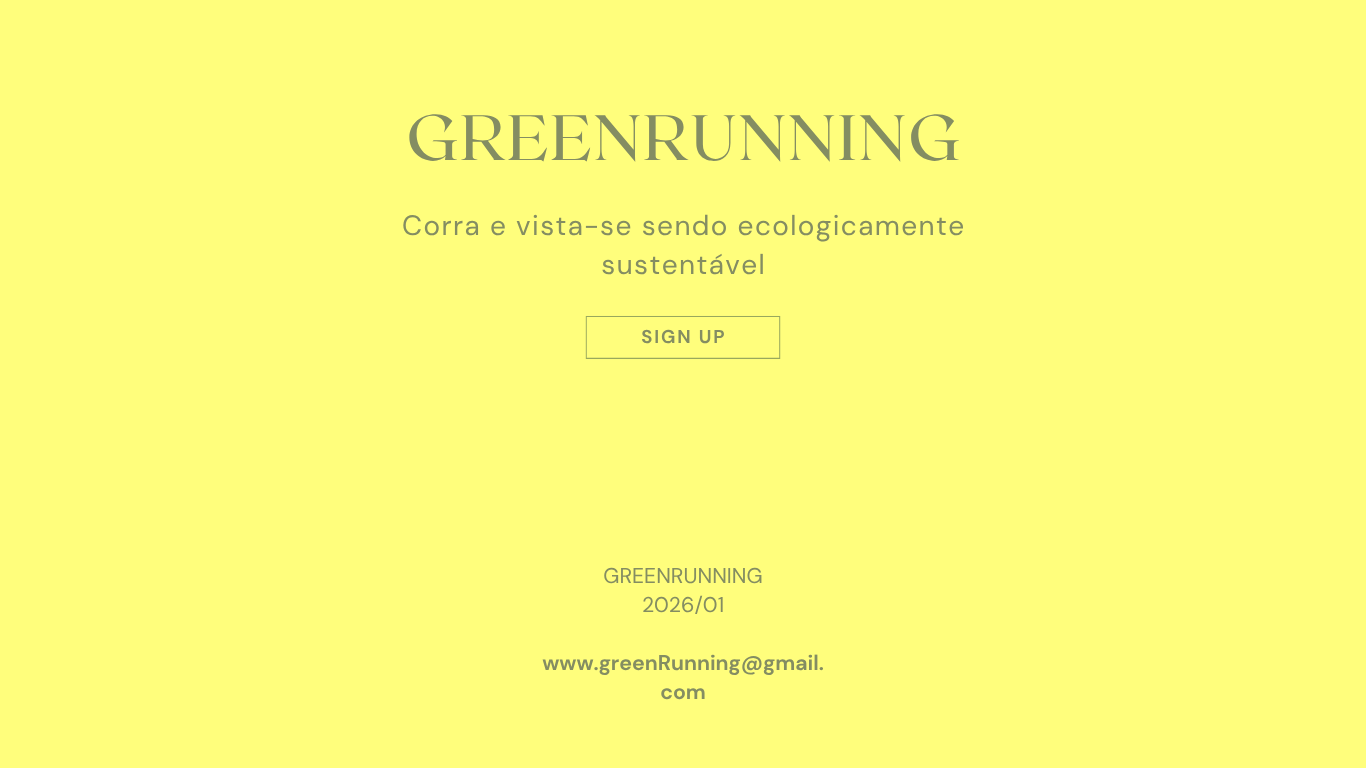 GREENRUNNING
Corra e vista-se sendo ecologicamente
sustentável
SIGN UP
GREENRUNNING
2026/01
www.greenRunning@gmail.
com